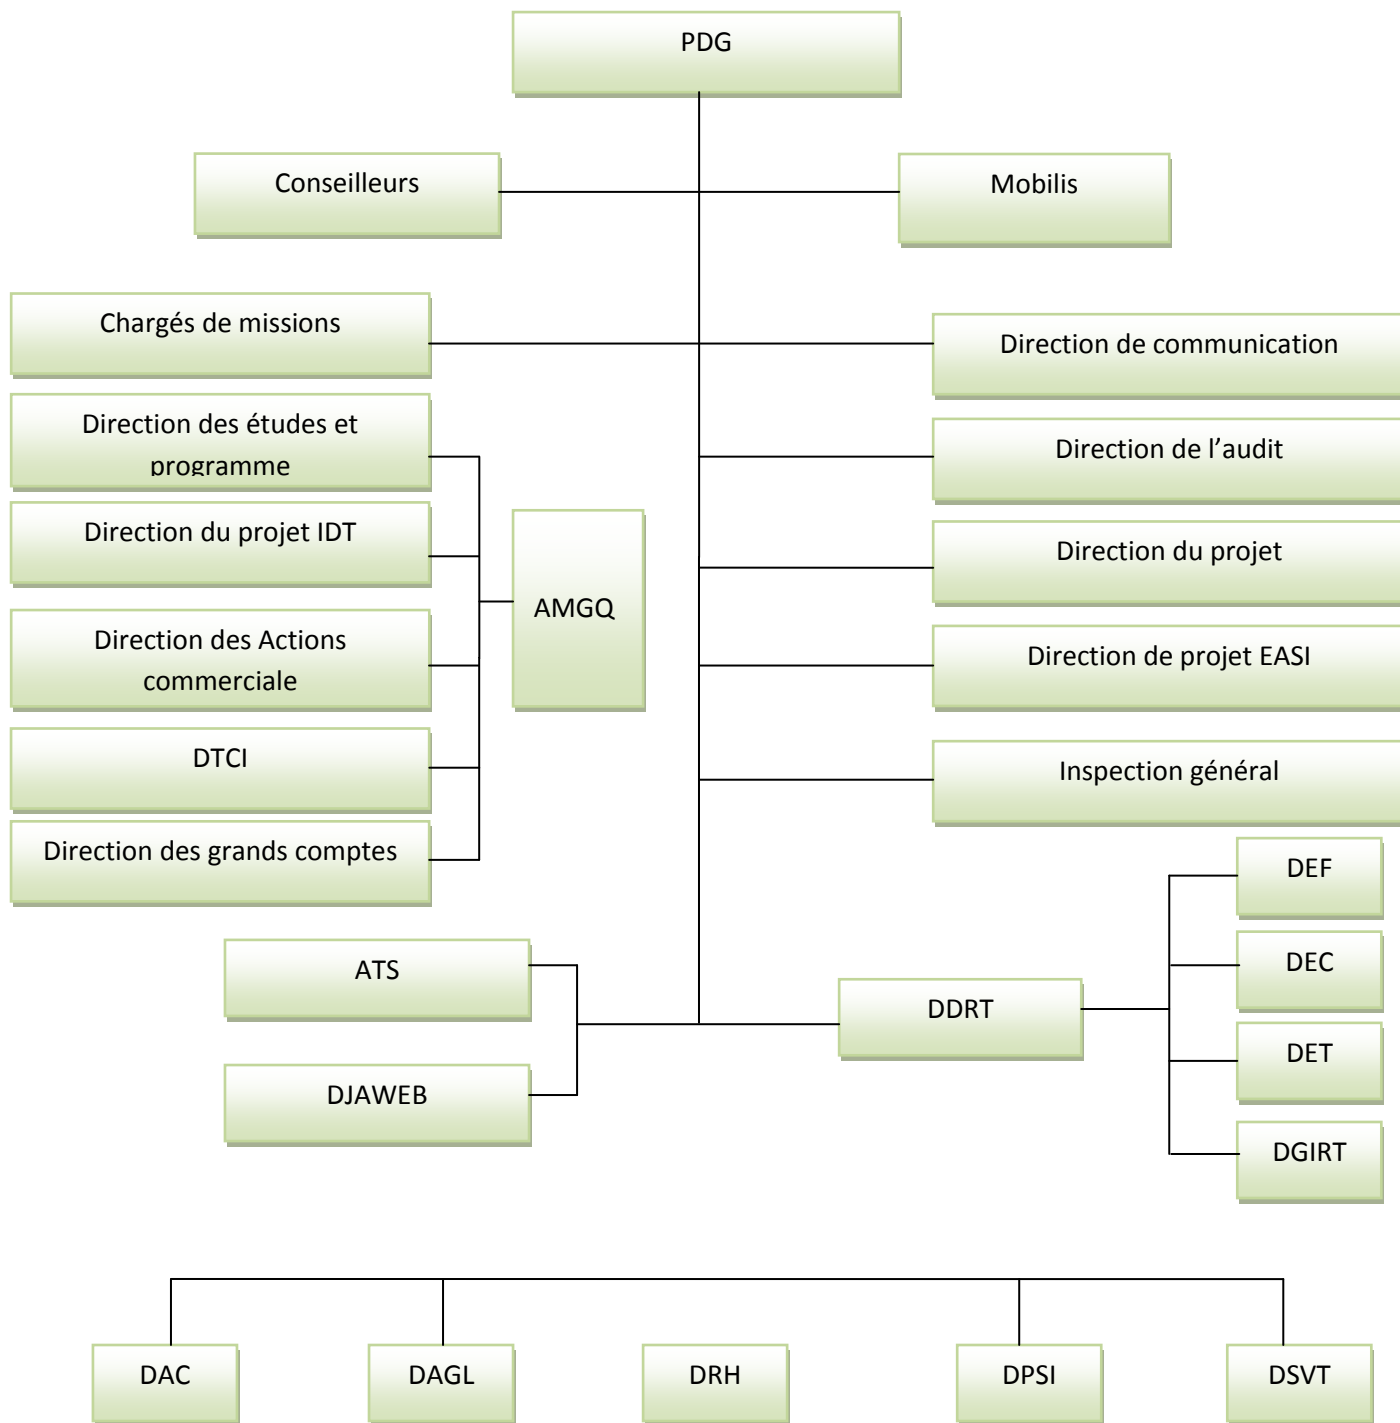 PDG
Conseilleurs
Mobilis
Chargés de missions
Direction de communication
Direction des études et
programme
Direction de l’audit
Direction du projet IDT
Direction du projet
AMGQ
Direction des Actions
commerciale
Direction de projet EASI
DTCI
Inspection général
Direction des grands comptes
DEF
ATS
DEC
DDRT
DET
DJAWEB
DGIRT
DAC
DAGL
DRH
DPSI
DSVT